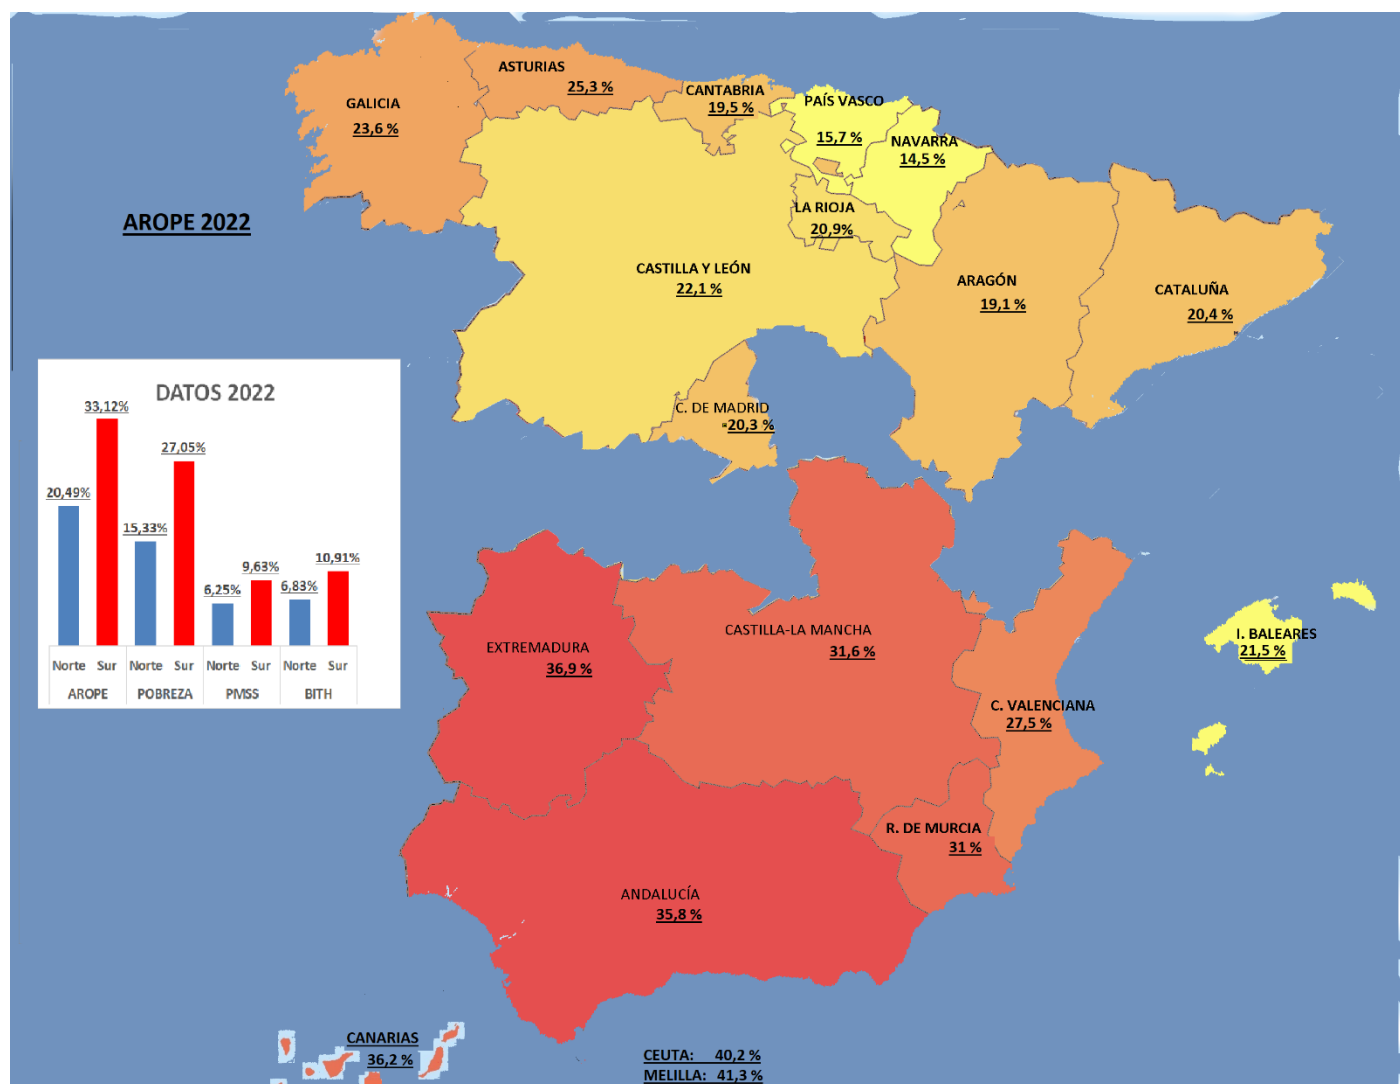 ASTURIAS
25,3 %
CANTABRIA
19,5 %
PAÍS VASCO
15,7 %
GALICIA
23,6 %
NAVARRA
14,5 %
LA RIOJA
20,9%
AROPE 2022
CASTILLA Y LEÓN
22,1 %
ARAGÓN
19,1 %
CATALUÑA
20,4 %
C. DE MADRID
20,3 %
DATOS 2022
33,12%
27,05%
20,49%
15,33%
9,63%
10,91%
6,25%
6,83%
Norte Sur Norte Sur Norte Sur Norte Sur
AROPE POBREZA PMSS BITH
EXTREMADURA
36,9 %
CASTILLA-LA MANCHA
31,6 %
I. BALEARES
21,5 %
C. VALENCIANA
27,5 %
R. DE MURCIA
31 %
ANDALUCÍA
35,8 %
CANARIAS
36,2 %
CEUTA: 40,2 %
MELILLA: 41,3 %